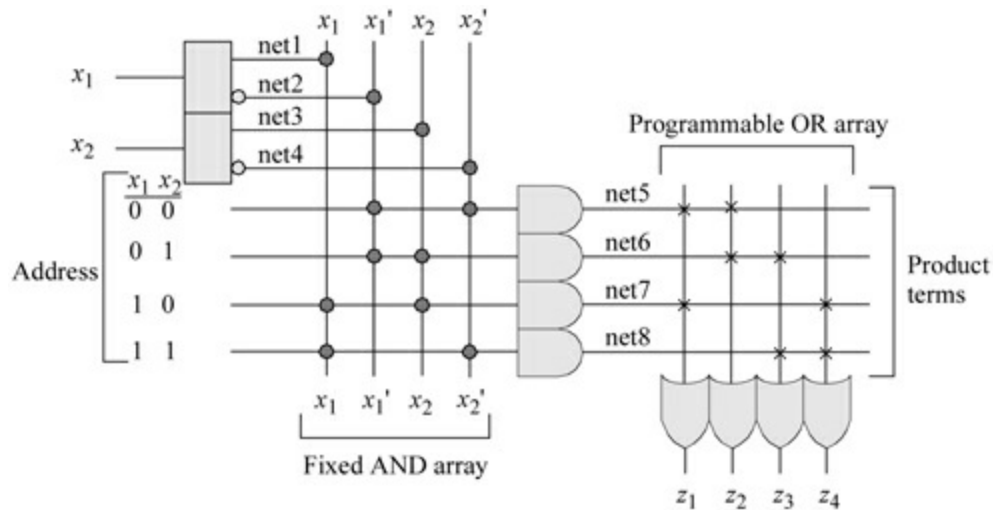 x₁ x₁' x₂ x₂'
net1
x₁
net2
net3
Programmable OR array
x₂
net4
x₁ x₂
net5
0 0
net6
0 1
Address
Product
terms
net7
1 0
net8
1 1
x₁ x₁' x₂ x₂'
Fixed AND array
z₁ z₂ z₃ z₄